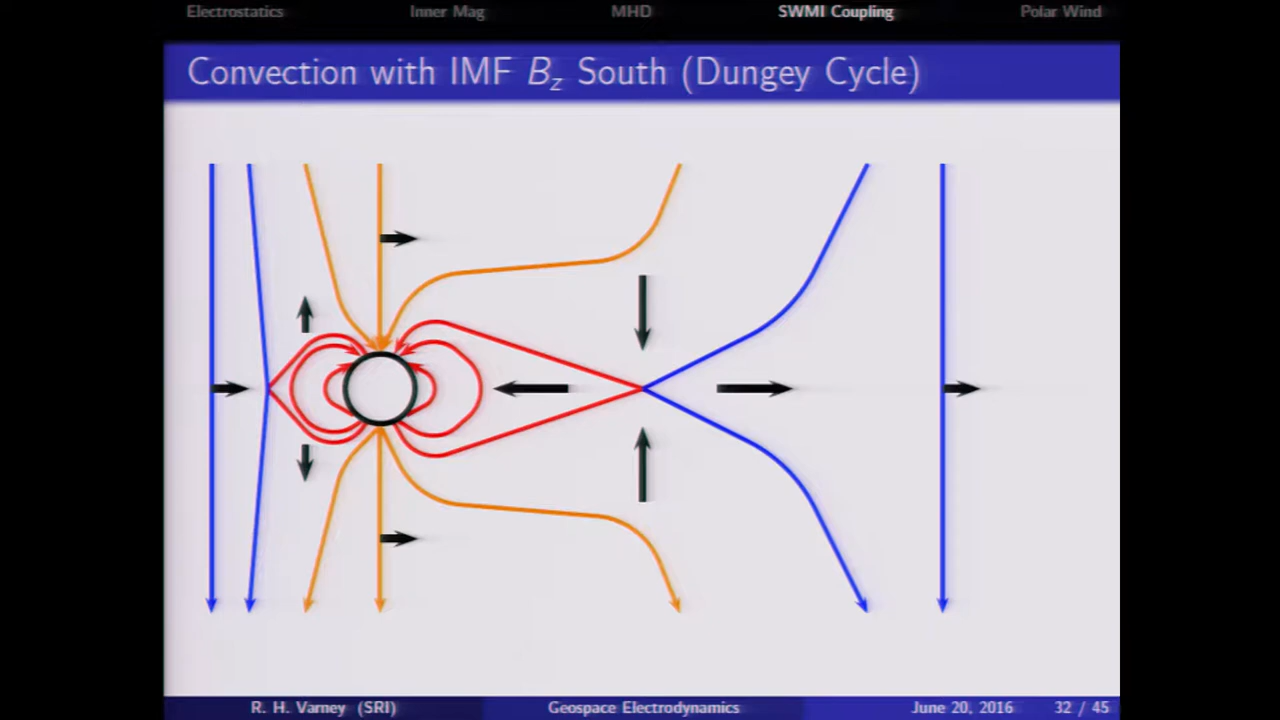 Electrostatics Inner Mag MHD SWMI Coupling Polar Wind
Convection with IMF Bz South (Dungey Cycle)
R. H. Varney (SRI) Geospace Electrodynamics June 20, 2016 32 / 45